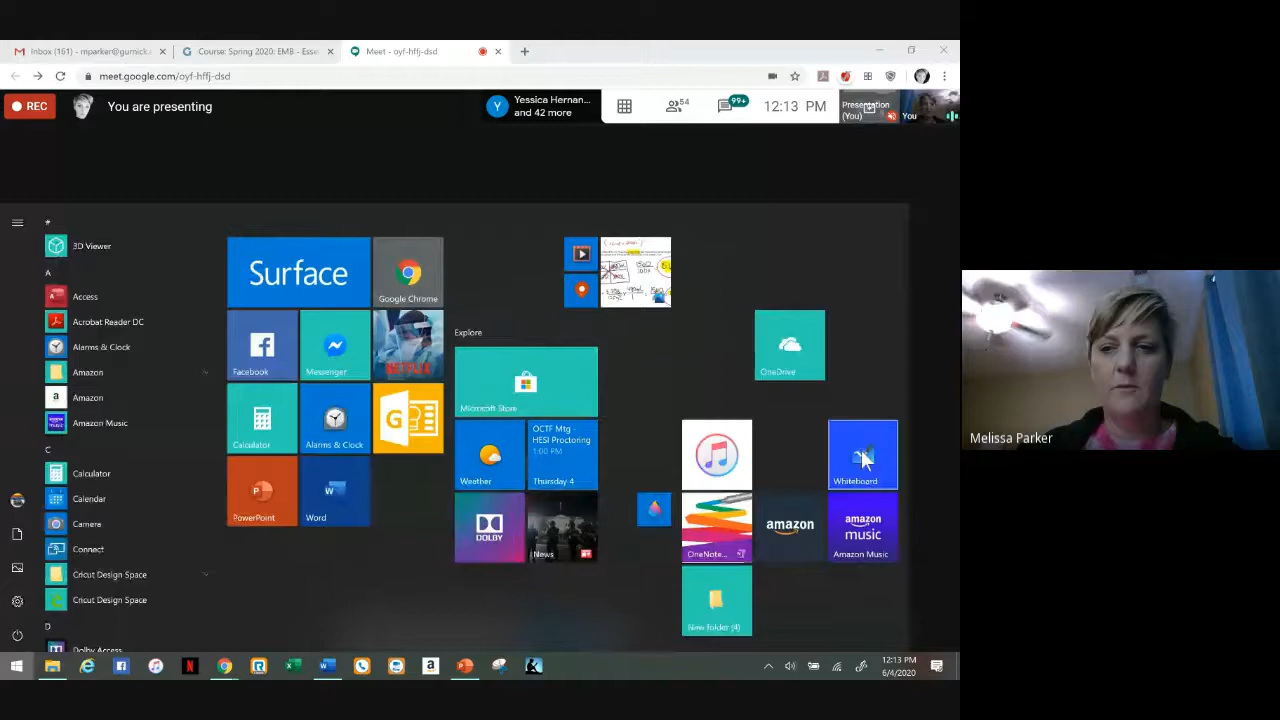 Inbox (161) - mparker@gurnick.
Course: Spring 2020: EMB - Esse
Meet - oyf-hffj-dsd
meet.google.com/oyf-hffj-dsd
REC
You are presenting
Y
Yessica Hernan...
and 42 more
54
99+
12:13 PM
Presentation
(You)
You
#
3D Viewer
A
Access
Acrobat Reader DC
Alarms & Clock
Amazon
Amazon
Amazon Music
C
Calculator
Calendar
Camera
Connect
Cricut Design Space
Cricut Design Space
D
Dolby Access
Surface
Google Chrome
Facebook
Messenger
NETFLIX
Calculator
Alarms & Clock
G
PowerPoint
Word
Explore
Microsoft Store
Weather
OCTF Mtg
HESI Proctoring
1:00 PM
Thursday 4
DOLBY
News
OneDrive
Whiteboard
OneNote...
amazon
amazon
music
Amazon Music
New folder (4)
12:13 PM
6/4/2020
Melissa Parker